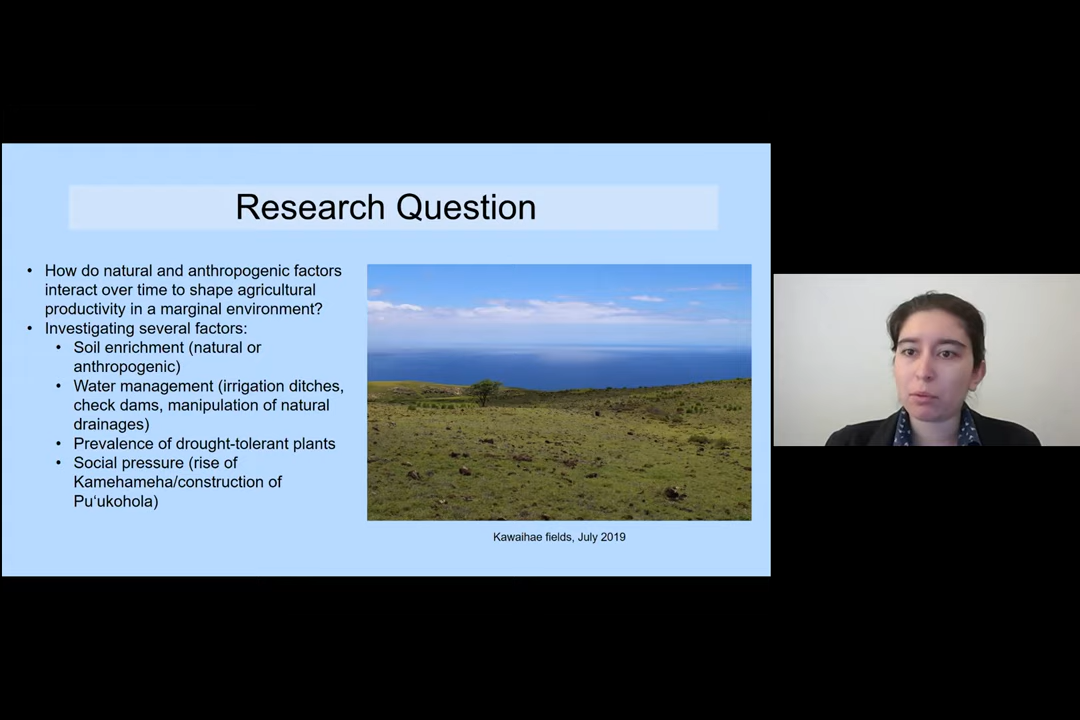 Research Question
• How do natural and anthropogenic factors
interact over time to shape agricultural
productivity in a marginal environment?
• Investigating several factors:
• Soil enrichment (natural or
anthropogenic)
• Water management (irrigation ditches,
check dams, manipulation of natural
drainages)
• Prevalence of drought-tolerant plants
• Social pressure (rise of
Kamehameha/construction of
Pu‘ukohola)
Kawaihae fields, July 2019